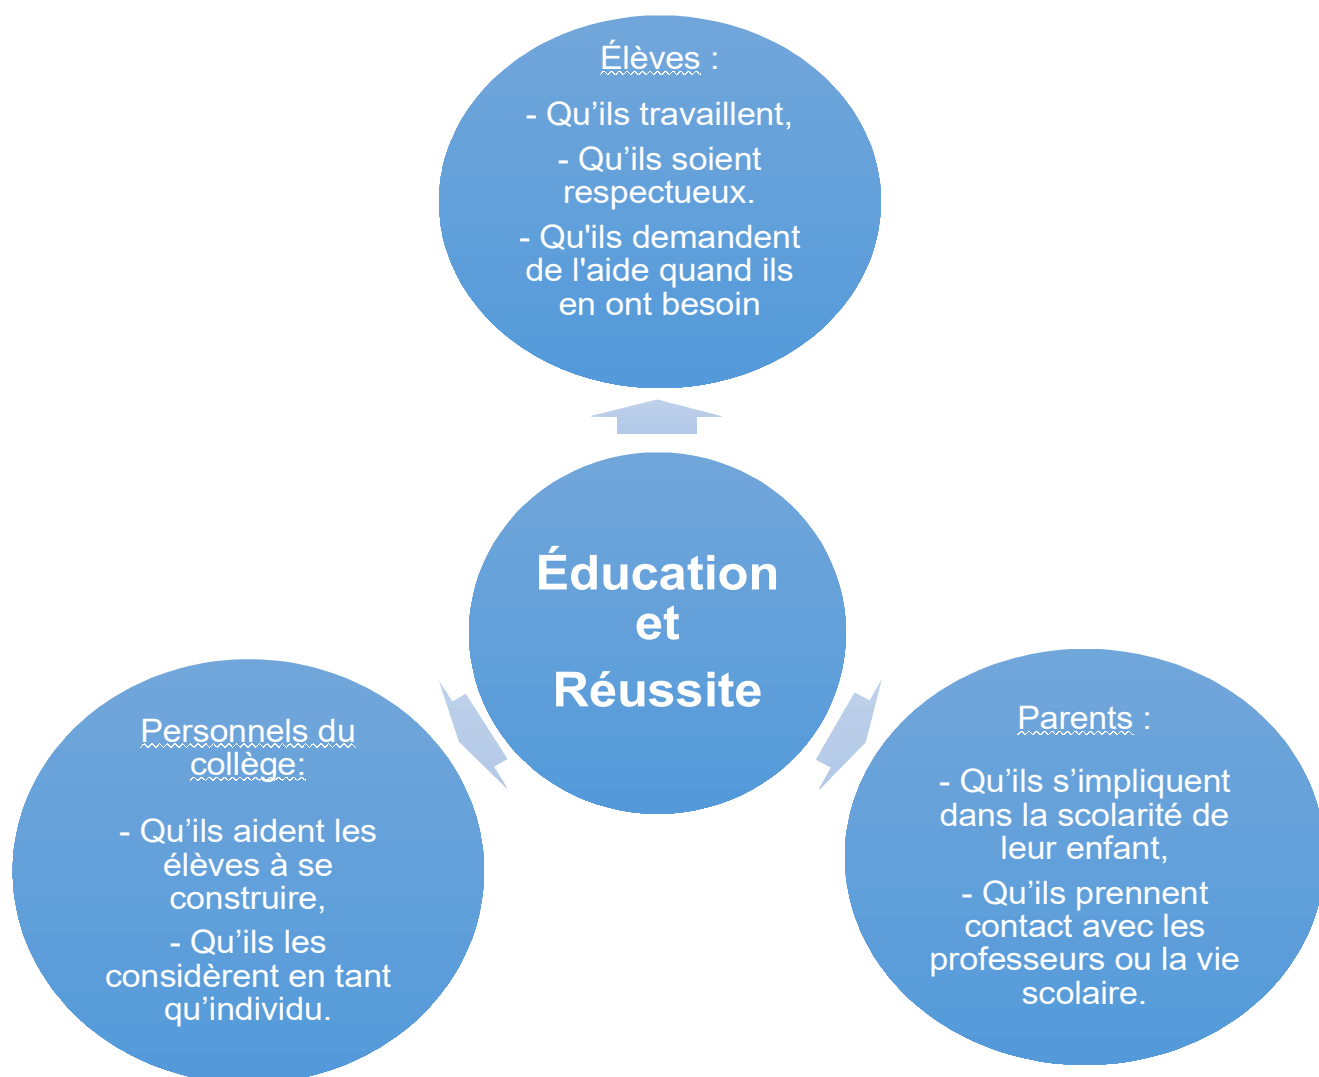 Élèves :
- Qu’ils travaillent,
- Qu’ils soient
respectueux.
- Qu'ils demandent
de l'aide quand ils
en ont besoin
Éducation
et
Réussite
Personnels du
collège:
- Qu’ils aident les
élèves à se
construire,
- Qu’ils les
considèrent en tant
qu’individu.
Parents :
- Qu’ils s’impliquent
dans la scolarité de
leur enfant,
- Qu’ils prennent
contact avec les
professeurs ou la vie
scolaire.